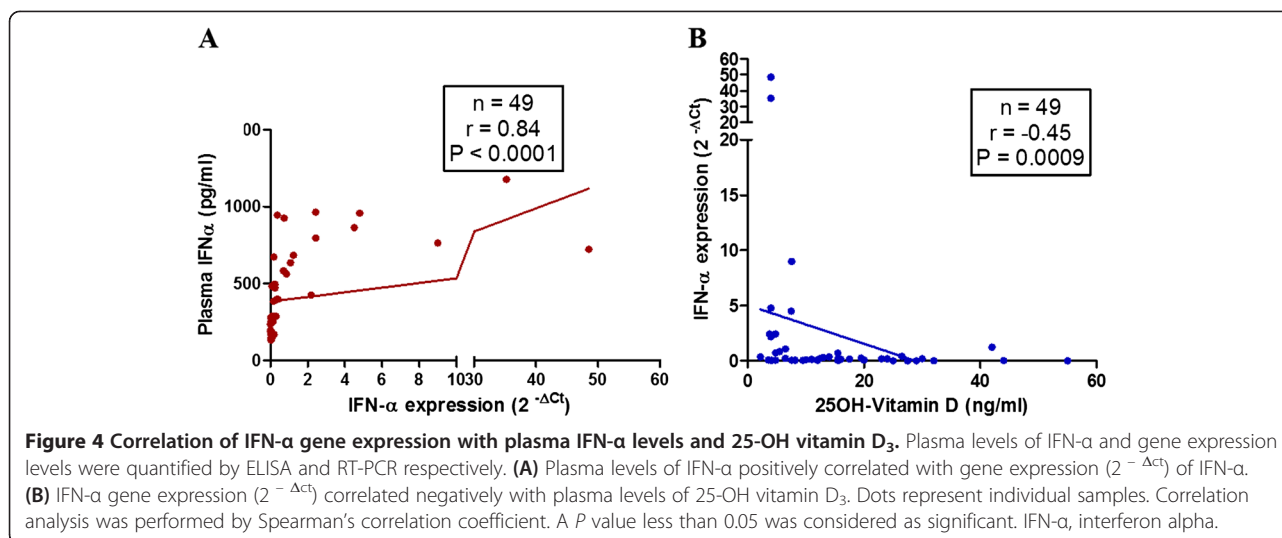 A
n = 49
r = 0.84
P < 0.0001
00
1000
500
0
Plasma IFNα (pg/ml)
0 2 4 6 8 10 30 40 50 60
IFN-α expression (2 -ΔCt)
B
n = 49
r = -0.45
P = 0.0009
60
50
40
30
20
20
15
10
5
0
IFN-α expression (2 -ΔCt)
0 20 40 60
25OH-Vitamin D (ng/ml)
Figure 4 Correlation of IFN-α gene expression with plasma IFN-α levels and 25-OH vitamin D3. Plasma levels of IFN-α and gene expression
levels were quantified by ELISA and RT-PCR respectively. (A) Plasma levels of IFN-α positively correlated with gene expression (2 − Δct) of IFN-α.
(B) IFN-α gene expression (2 − Δct) correlated negatively with plasma levels of 25-OH vitamin D3. Dots represent individual samples. Correlation
analysis was performed by Spearman's correlation coefficient. A P value less than 0.05 was considered as significant. IFN-α, interferon alpha.